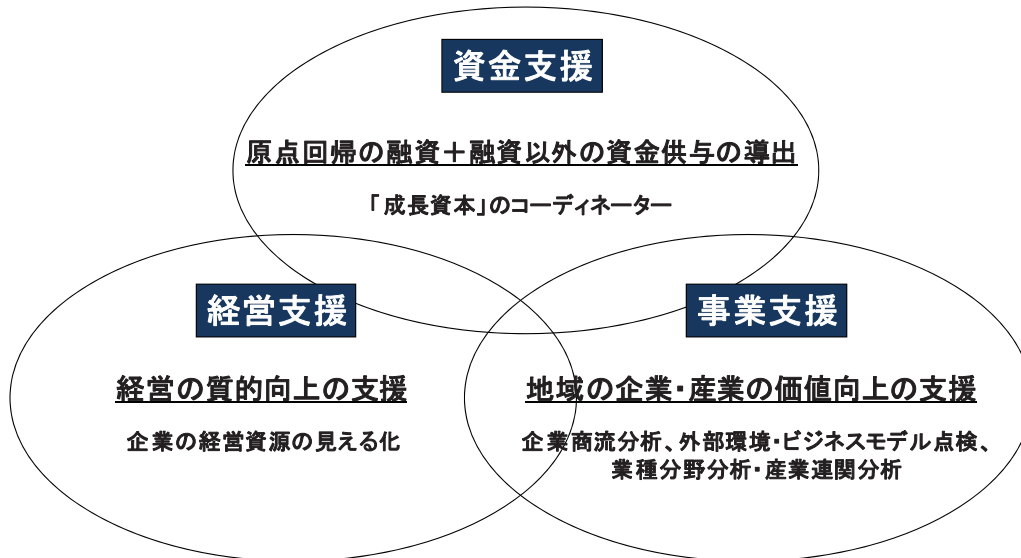 資金支援
原点回帰の融資＋融資以外の資金供与の導出
「成長資本」のコーディネーター
経営支援
経営の質的向上の支援
企業の経営資源の見える化
事業支援
地域の企業・産業の価値向上の支援
企業商流分析、外部環境・ビジネスモデル点検、
業種分野分析・産業連関分析